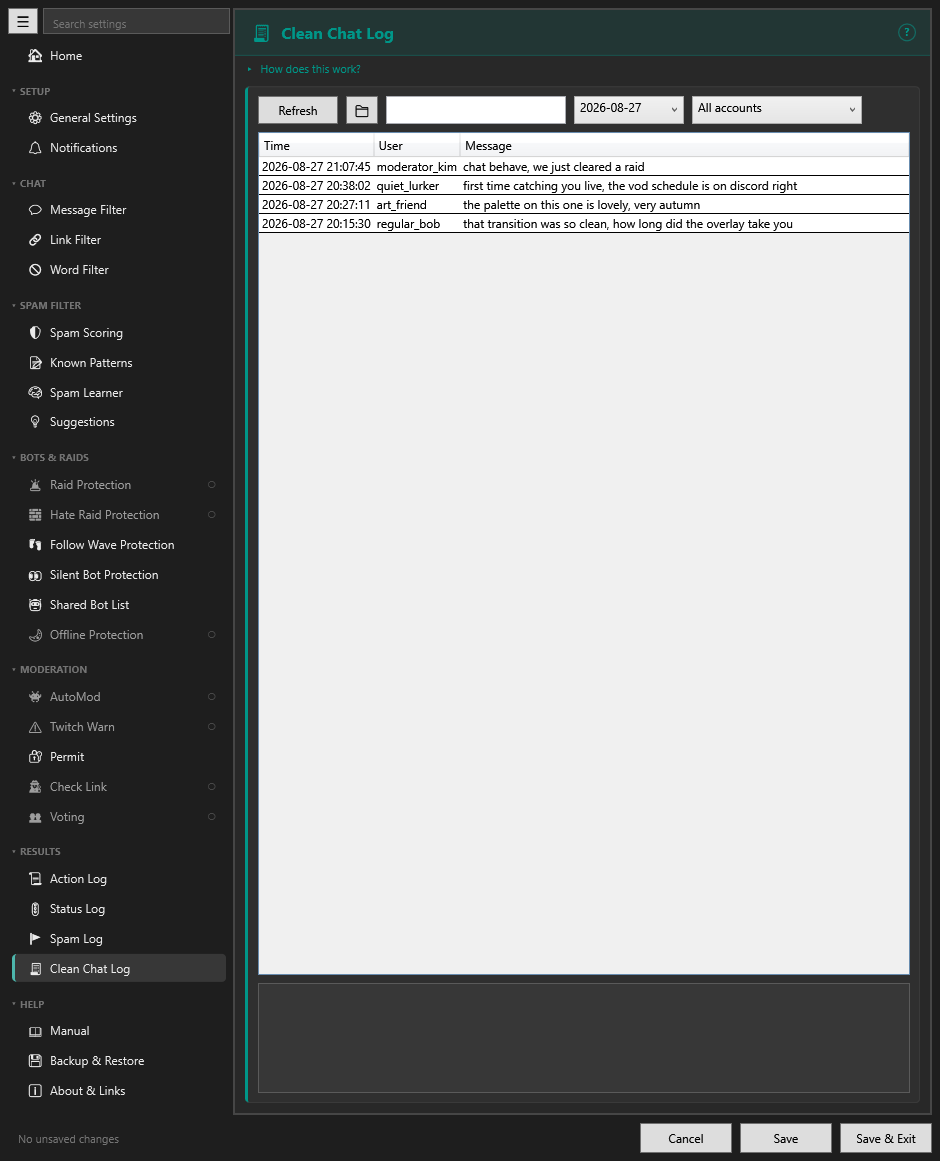 Search settings
Home
SETUP
General Settings
Notifications
CHAT
Message Filter
Link Filter
Word Filter
SPAM FILTER
Spam Scoring
Known Patterns
Spam Learner
Suggestions
BOTS & RAIDS
Raid Protection
Hate Raid Protection
Follow Wave Protection
Silent Bot Protection
Shared Bot List
Offline Protection
MODERATION
AutoMod
Twitch Warn
Permit
Check Link
Voting
RESULTS
Action Log
Status Log
Spam Log
Clean Chat Log
HELP
Manual
Backup & Restore
About & Links
No unsaved changes
Clean Chat Log
?
How does this work?
Refresh 2026-08-27 All accounts
Time User Message
2026-08-27 21:07:45 moderator_kim chat behave, we just cleared a raid
2026-08-27 20:38:02 quiet_lurker first time catching you live, the vod schedule is on discord right
2026-08-27 20:27:11 art_friend the palette on this one is lovely, very autumn
2026-08-27 20:15:30 regular_bob that transition was so clean, how long did the overlay take you
Cancel Save Save & Exit